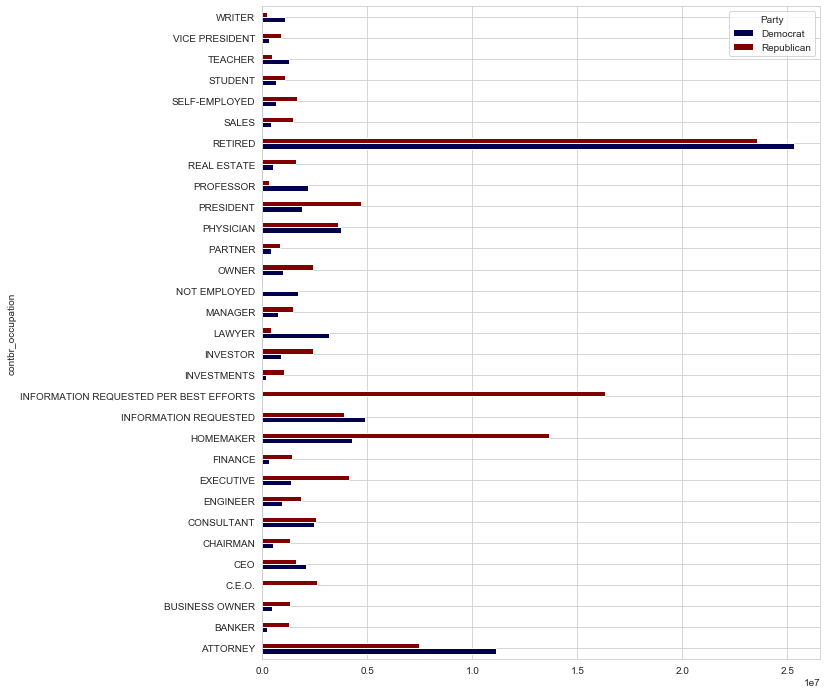 Party
Democrat
Republican
WRITER
VICE PRESIDENT
TEACHER
STUDENT
SELF-EMPLOYED
SALES
RETIRED
REAL ESTATE
PROFESSOR
PRESIDENT
PHYSICIAN
PARTNER
OWNER
NOT EMPLOYED
MANAGER
LAWYER
INVESTOR
INVESTMENTS
INFORMATION REQUESTED PER BEST EFFORTS
INFORMATION REQUESTED
HOMEMAKER
FINANCE
EXECUTIVE
ENGINEER
CONSULTANT
CHAIRMAN
CEO
C.E.O.
BUSINESS OWNER
BANKER
ATTORNEY
contbr_occupation
0.0 0.5 1.0 1.5 2.0 2.5
1e7